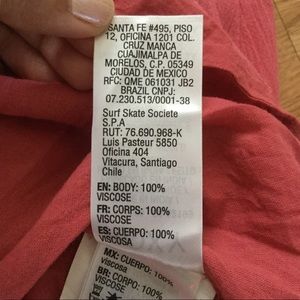 SANTA FE #495, PISO
12, OFICINA 1201 COL.
CRUZ MANCA
CUAJIMALPA DE
MORELOS, C.P. 05349
CIUDAD DE MEXICO
RFC: QME 061031 JB2
BRAZIL CNPJ:
07.230.513/0001-38
Surf Skate Societe
S.P.A
RUT: 76.690.968-K
Luis Pasteur 5850
Oficina 404
Vitacura, Santiago
Chile
EN: BODY: 100%
VISCOSE
FR: CORPS: 100%
VISCOSE
ES: CUERPO: 100%
VISCOSA
MX: CUERPO: 100%
viscosa
BR: CORPO: 100%